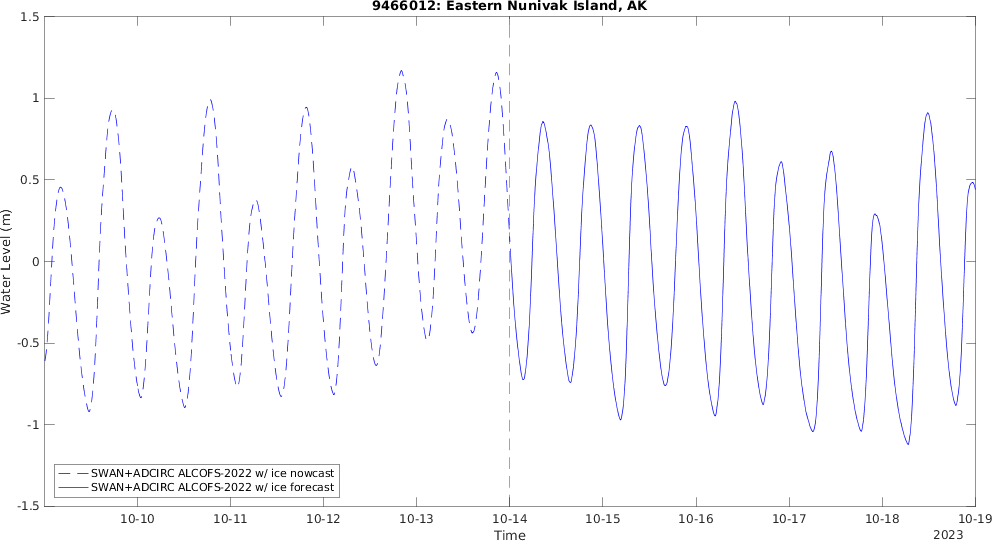 9466012: Eastern Nunivak Island, AK
1.5
1
0.5
0
-0.5
-1
-1.5
Water Level (m)
SWAN+ADCIRC ALCOFS-2022 w/ ice nowcast
SWAN+ADCIRC ALCOFS-2022 w/ ice forecast
10-10 10-11 10-12 10-13 10-14 10-15 10-16 10-17 10-18 10-19
Time
2023